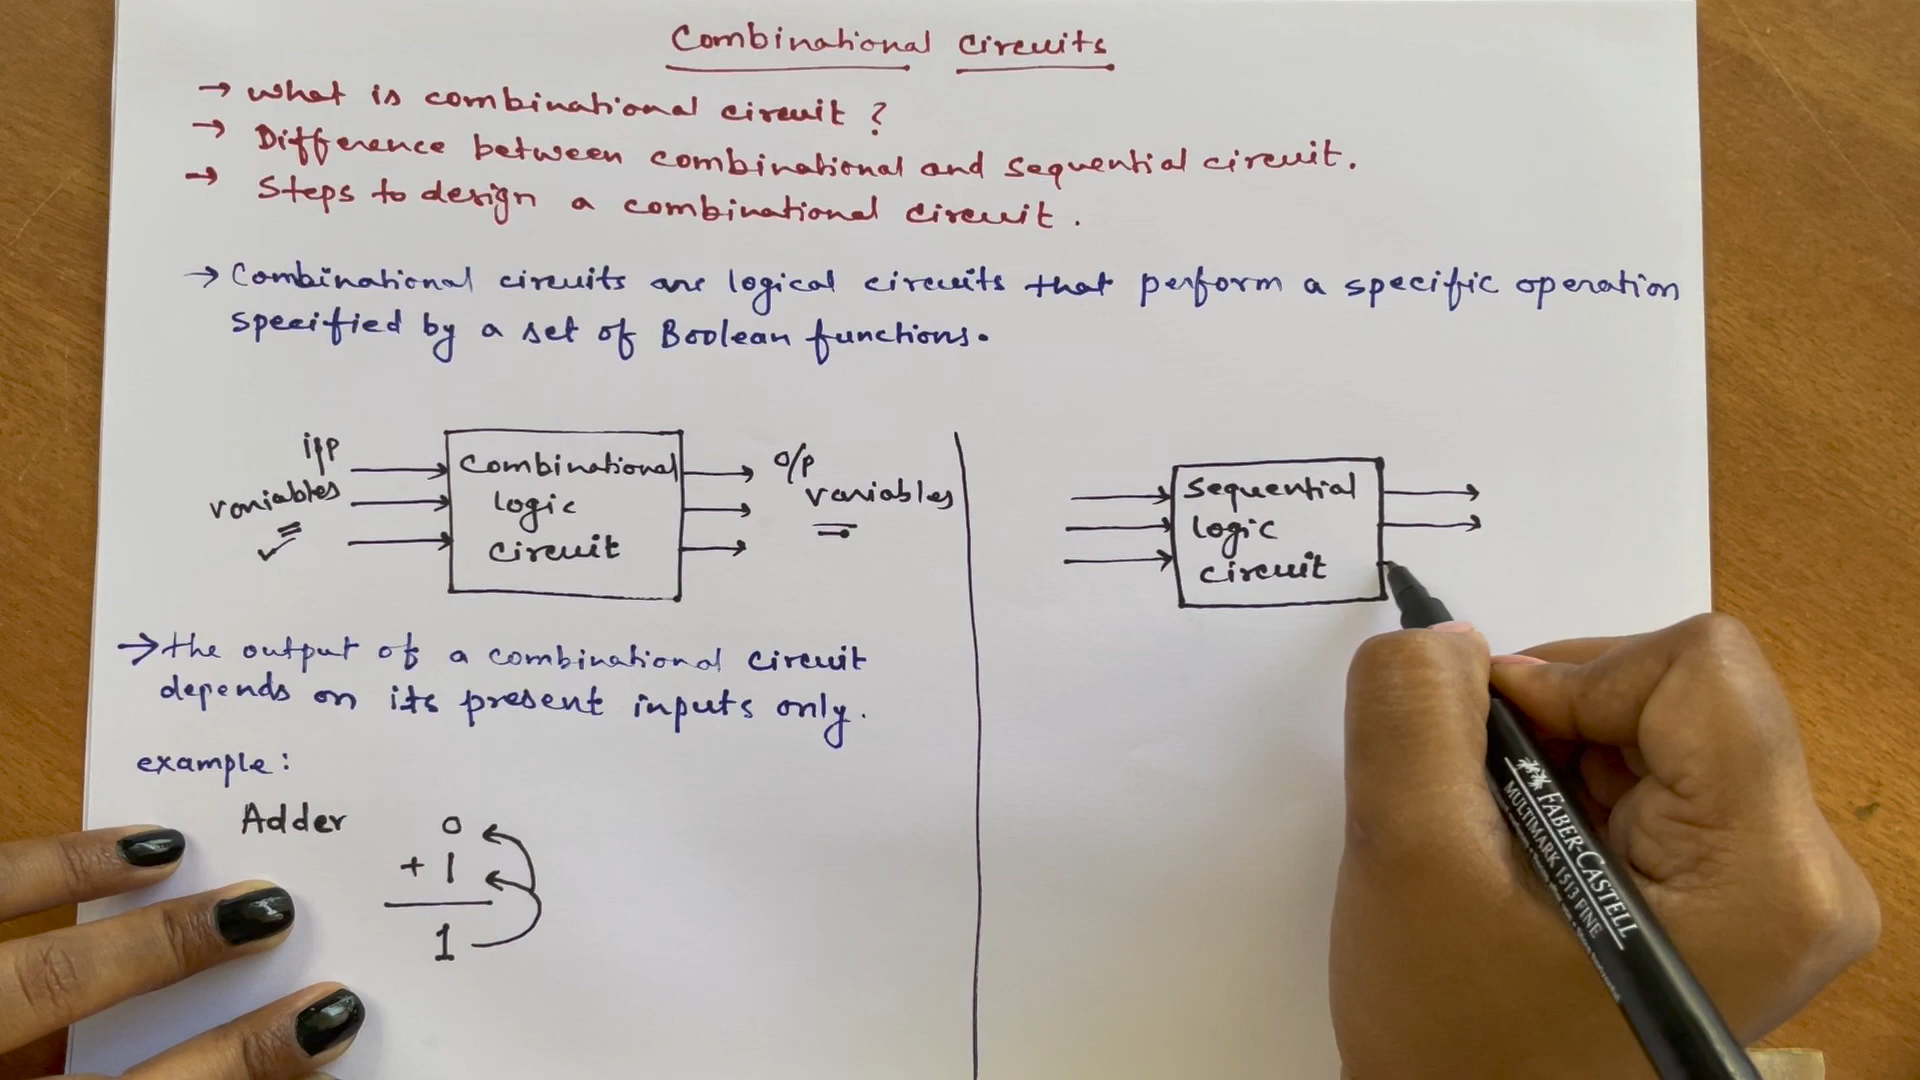 Combinational Circuits
→ What is combinational circuit ?
→ Difference between combinational and sequential circuit.
→ Steps to design a combinational circuit.
→ Combinational circuits are logical circuits that perform a specific operation
specified by a set of Boolean functions.
i/p
variables
Combinational
logic
circuit
o/p
variables
Sequential
logic
circuit
→ The output of a combinational circuit
depends on its present inputs only.
example:
Adder
0
+ 1
1
FABER-CASTELL
MULTIMARK 1513 FINE